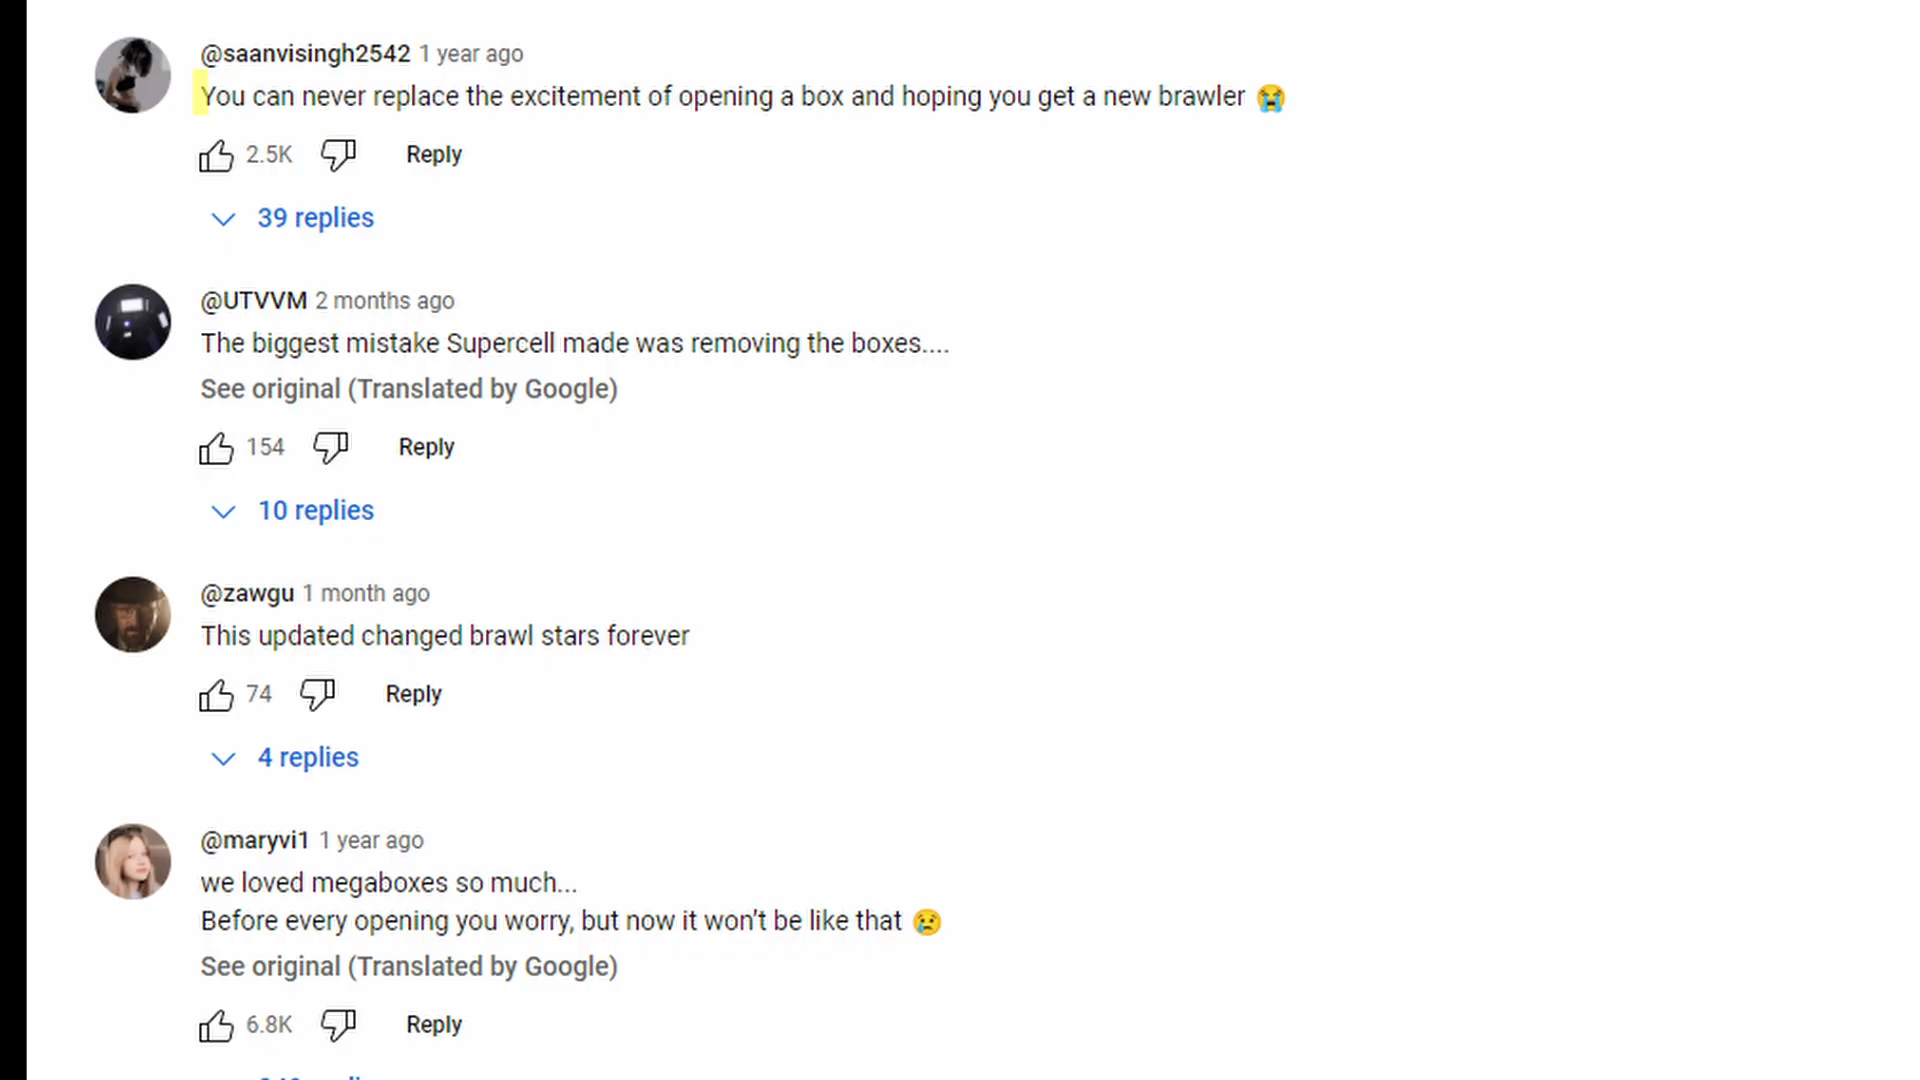 @saanvisingh2542 1 year ago
You can never replace the excitement of opening a box and hoping you get a new brawler 😭
2.5K Reply
39 replies
@UTVVM 2 months ago
The biggest mistake Supercell made was removing the boxes....
See original (Translated by Google)
154 Reply
10 replies
@zawgu 1 month ago
This updated changed brawl stars forever
74 Reply
4 replies
@maryvi1 1 year ago
we loved megaboxes so much...
Before every opening you worry, but now it won't be like that 😢
See original (Translated by Google)
6.8K Reply